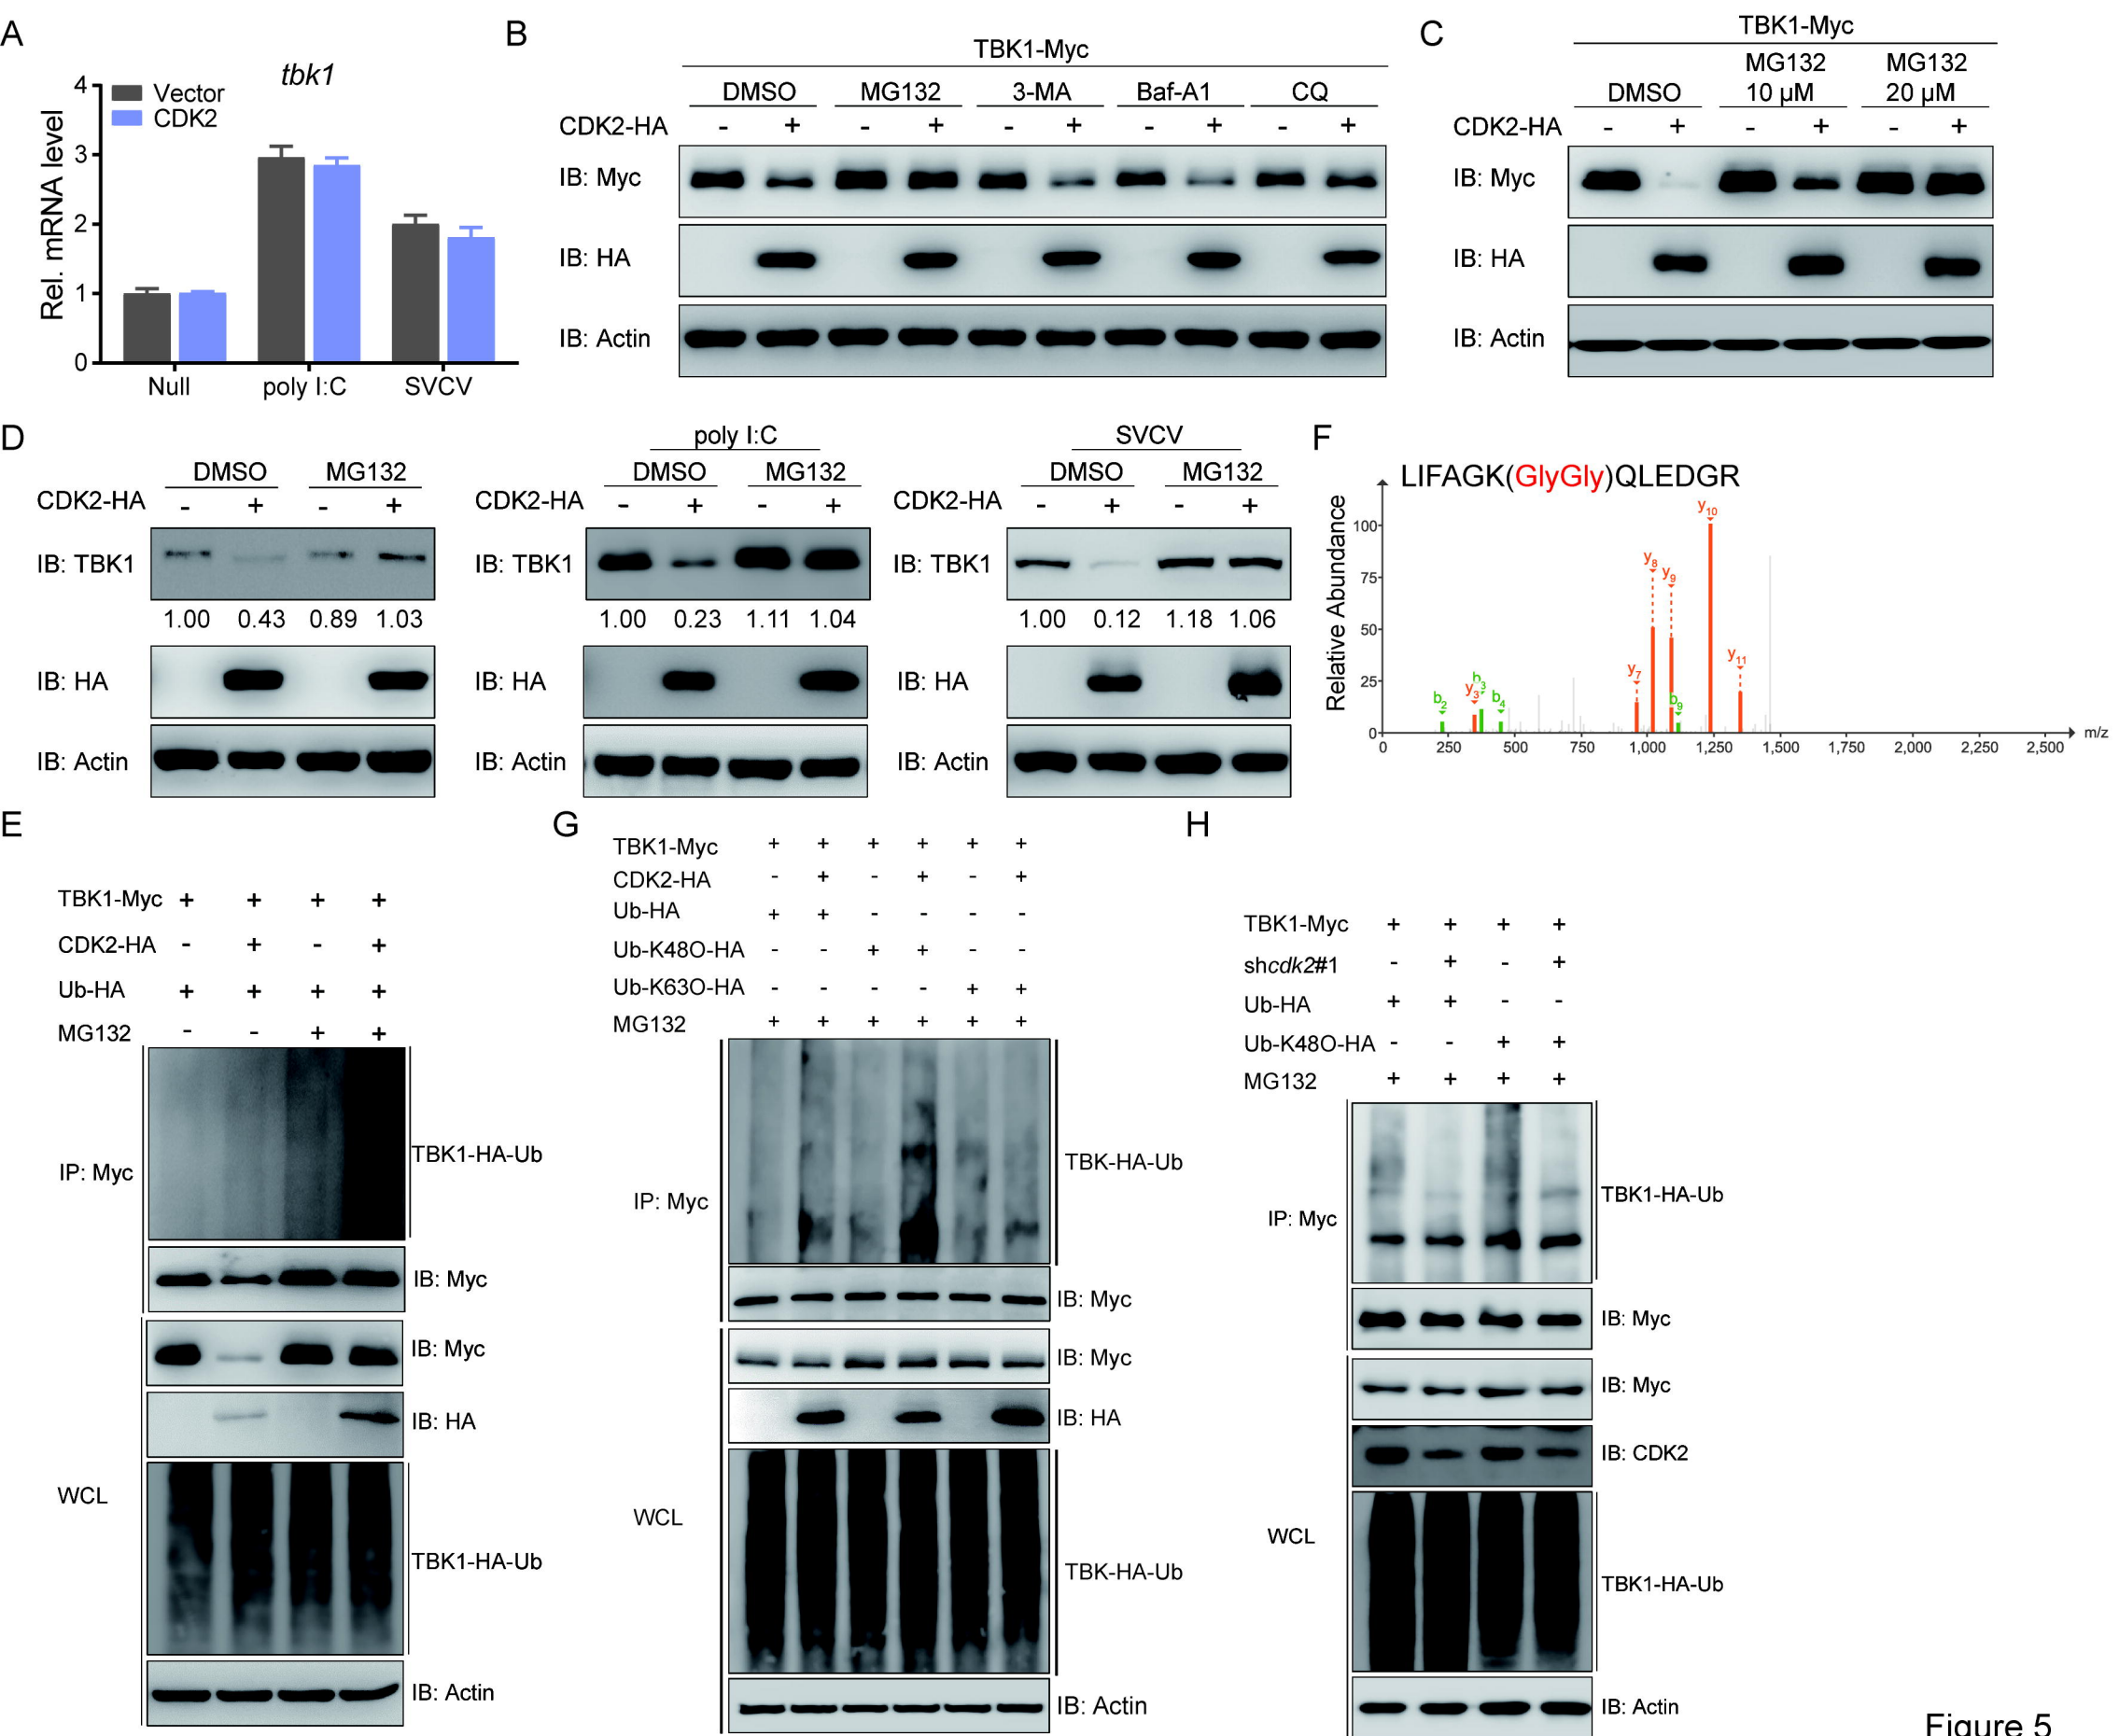 A
tbk1
Vector
CDK2
Rel. mRNA level
4
3
2
1
0
Null poly I:C SVCV
B
TBK1-Myc
DMSO MG132 3-MA Baf-A1 CQ
CDK2-HA - + - + - + - + - +
IB: Myc
IB: HA
IB: Actin
C
TBK1-Myc
DMSO MG132 10 µM MG132 20 µM
CDK2-HA - + - + - +
IB: Myc
IB: HA
IB: Actin
D
DMSO MG132
CDK2-HA - + - +
IB: TBK1
1.00 0.43 0.89 1.03
IB: HA
IB: Actin
poly I:C
DMSO MG132
CDK2-HA - + - +
IB: TBK1
1.00 0.23 1.11 1.04
IB: HA
IB: Actin
SVCV
DMSO MG132
CDK2-HA - + - +
IB: TBK1
1.00 0.12 1.18 1.06
IB: HA
IB: Actin
F
LIFAGK(GlyGly)QLEDGR
Relative Abundance
100
75
50
25
0
b2 y3 b3 b4 y7 y8 y9 b9 y10 y11
0 250 500 750 1,000 1,250 1,500 1,750 2,000 2,250 2,500 m/z
E
TBK1-Myc + + + +
CDK2-HA - + - +
Ub-HA + + + +
MG132 - - + +
IP: Myc
TBK1-HA-Ub
IB: Myc
IB: Myc
IB: HA
WCL
TBK1-HA-Ub
IB: Actin
G
TBK1-Myc + + + + + +
CDK2-HA - + - + - +
Ub-HA + + - - - -
Ub-K48O-HA - - + + - -
Ub-K63O-HA - - - - + +
MG132 + + + + + +
IP: Myc
TBK-HA-Ub
IB: Myc
IB: Myc
IB: HA
WCL
TBK-HA-Ub
IB: Actin
H
TBK1-Myc + + + +
shcdk2#1 - + - +
Ub-HA + + - -
Ub-K48O-HA - - + +
MG132 + + + +
IP: Myc
TBK1-HA-Ub
IB: Myc
IB: Myc
IB: CDK2
WCL
TBK1-HA-Ub
IB: Actin
Figure 5